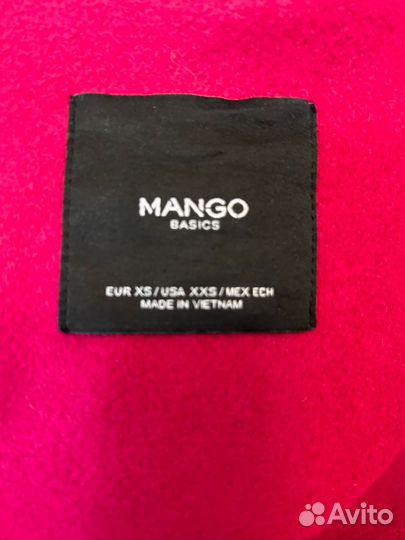 MANGO
BASICS
EUR XS / USA XXS / MEX ECH
MADE IN VIETNAM
Avito